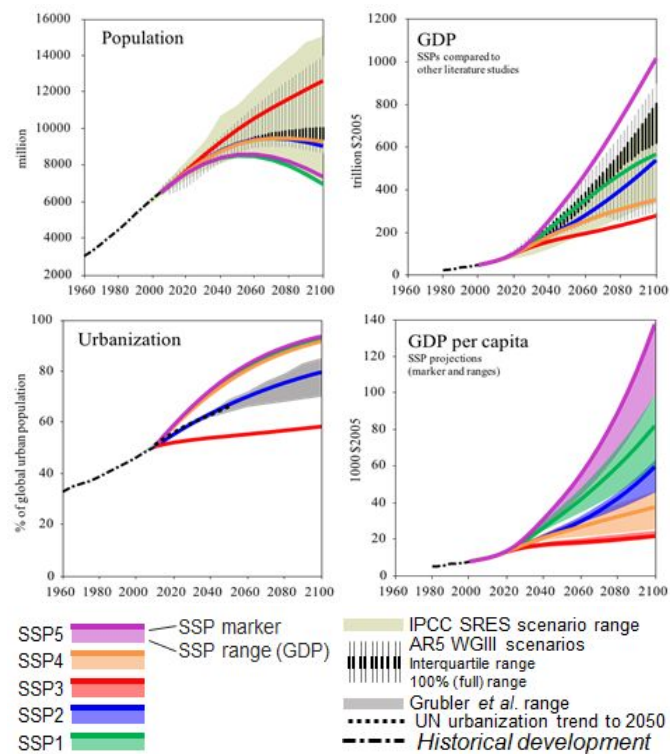 Population
million
16000
14000
12000
10000
8000
6000
4000
2000
1960 1980 2000 2020 2040 2060 2080 2100
GDP
SSPs compared to
other literature studies
trillion $2005
1200
1000
800
600
400
200
0
1960 1980 2000 2020 2040 2060 2080 2100
Urbanization
% of global urban population
100
80
60
40
20
0
1960 1980 2000 2020 2040 2060 2080 2100
GDP per capita
SSP projections
(marker and ranges)
1000 $2005
140
120
100
80
60
40
20
0
1960 1980 2000 2020 2040 2060 2080 2100
SSP5
SSP4
SSP3
SSP2
SSP1
SSP marker
SSP range (GDP)
IPCC SRES scenario range
AR5 WGIII scenarios
Interquartile range
100% (full) range
Grubler et al. range
UN urbanization trend to 2050
Historical development